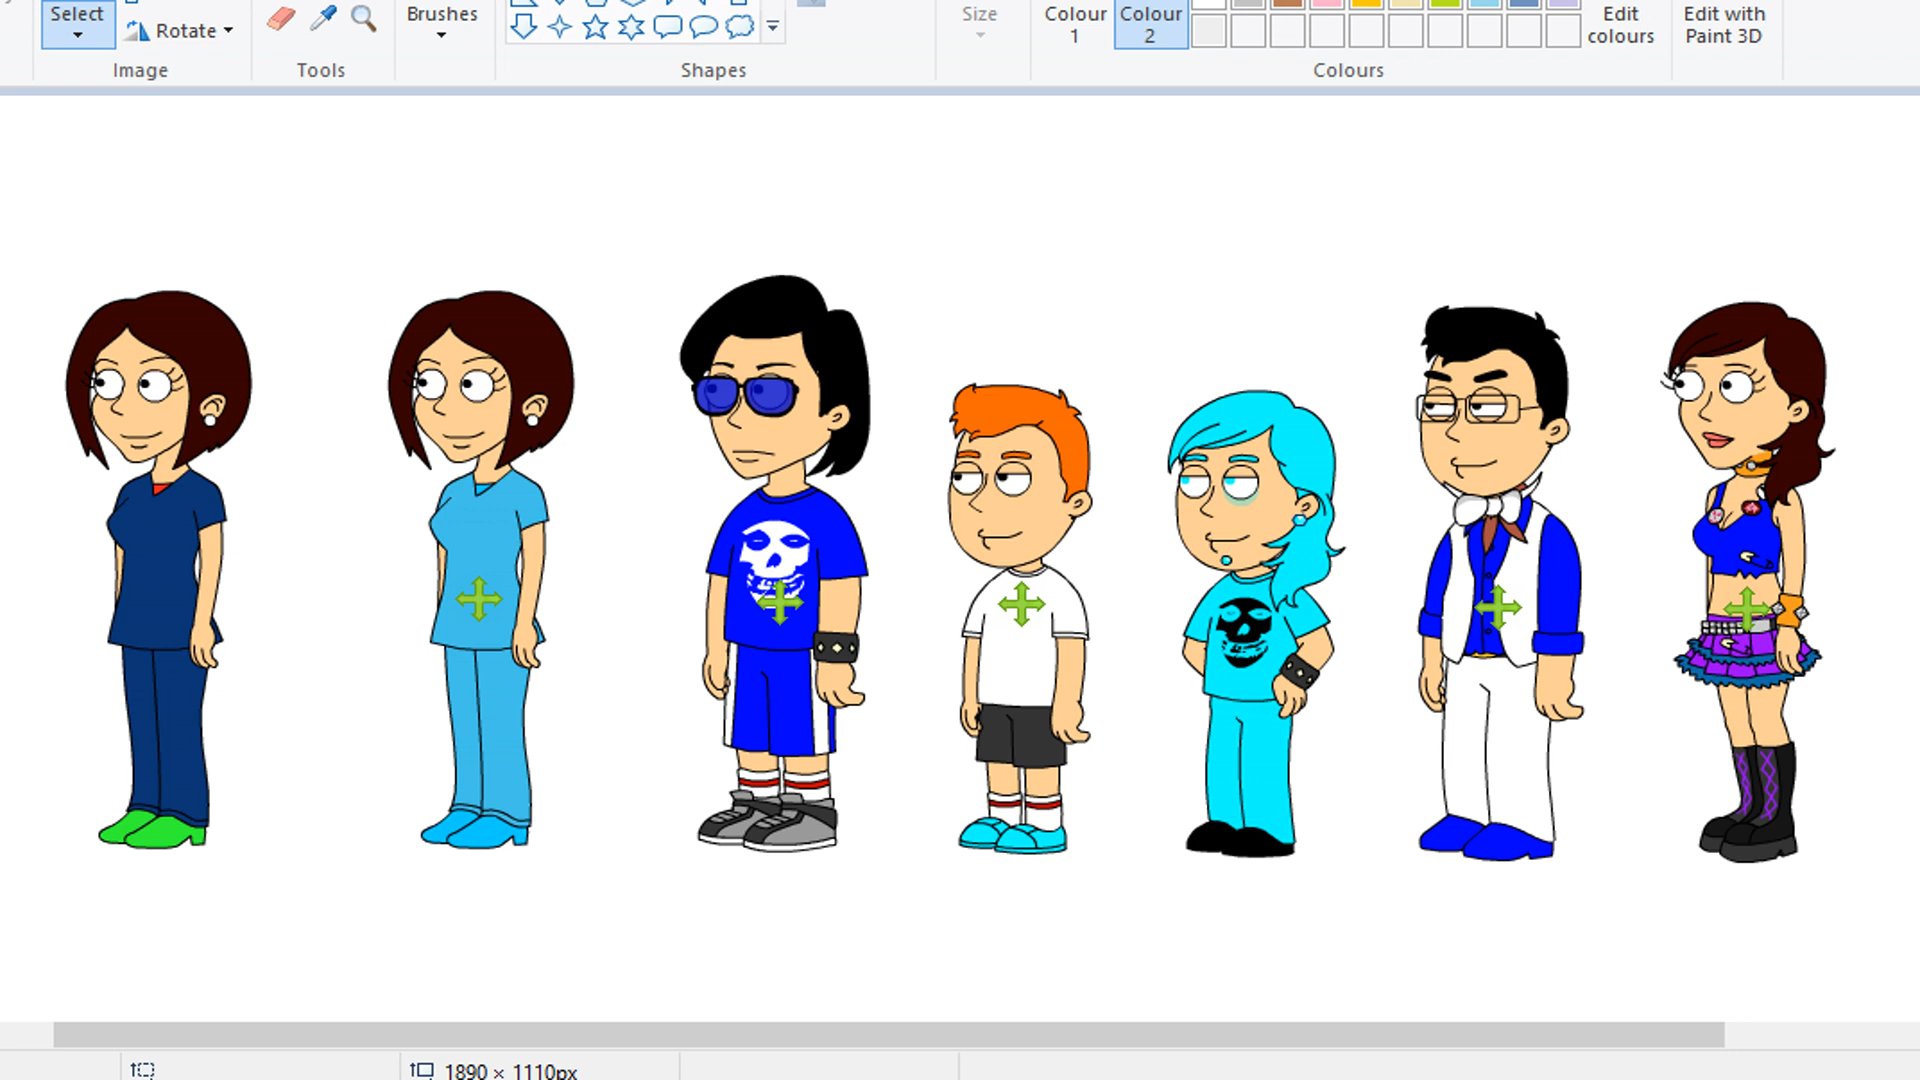 Select
Rotate
Image
Tools
Brushes
Shapes
Size
Colour
1
Colour
2
Colours
Edit
colours
Edit with
Paint 3D
1890 × 1110px